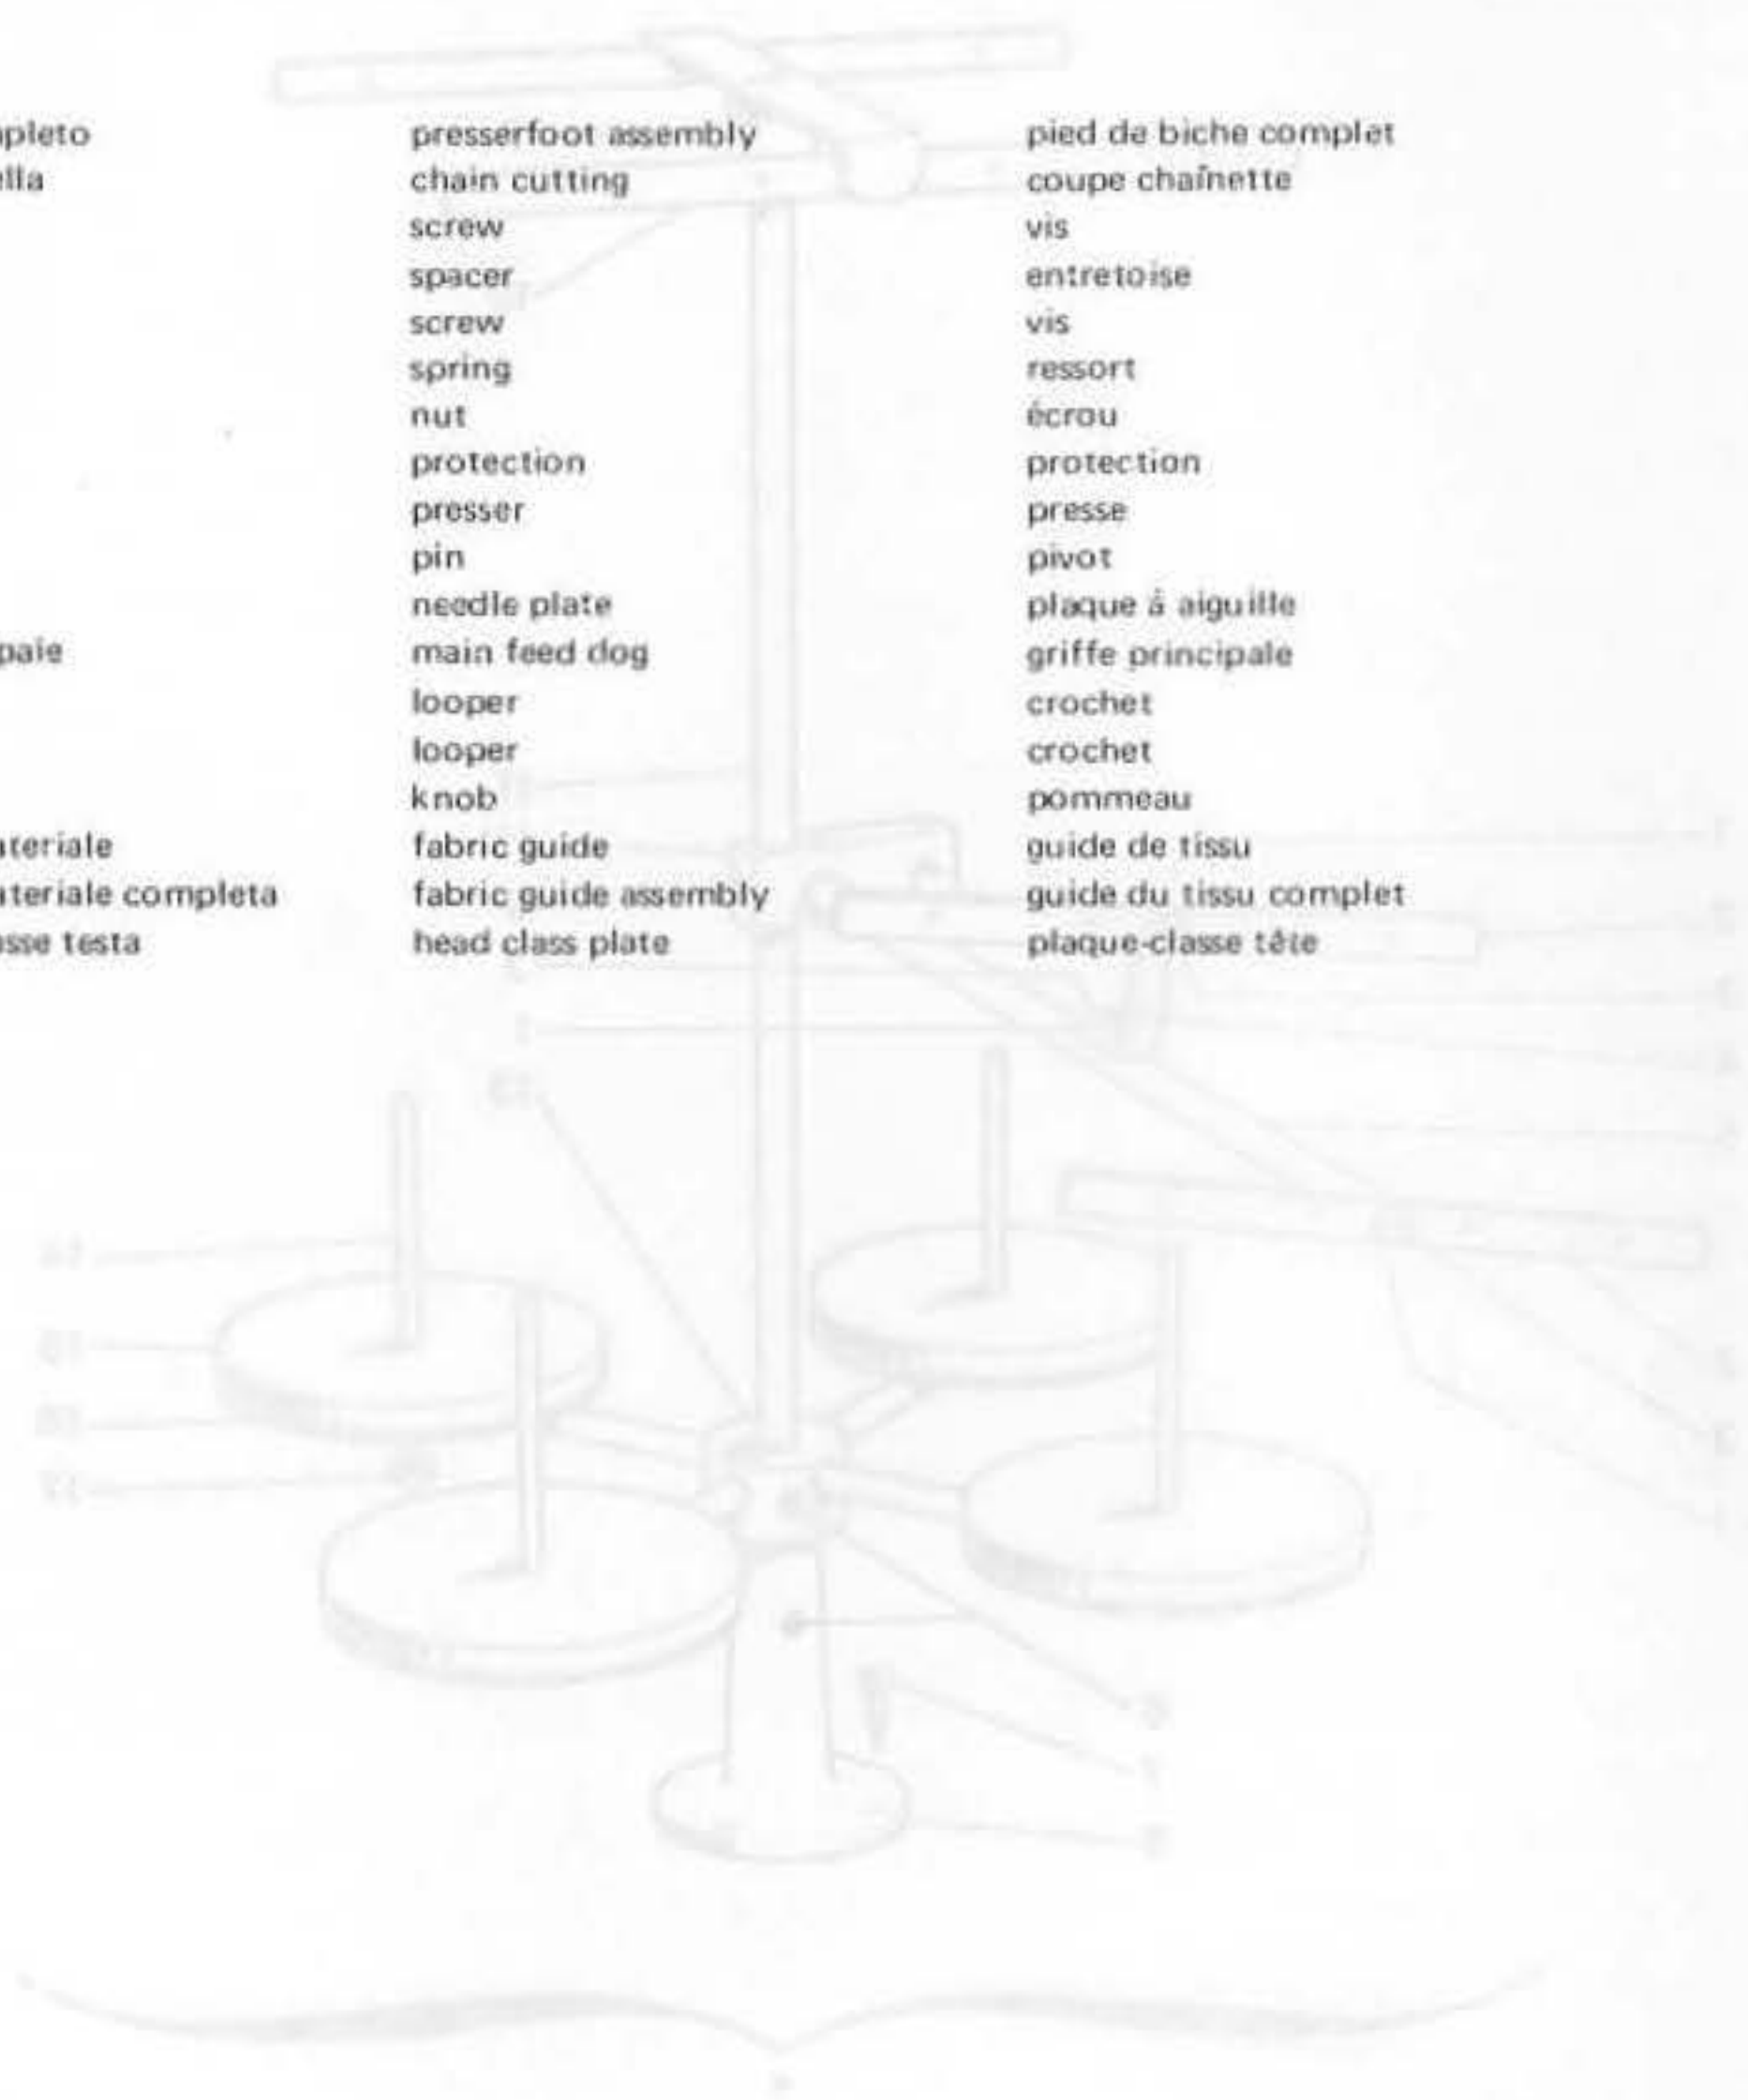 pleto presserfoot assembly pied de biche complet
ella chain cutting coupe chaînette
screw vis
spacer entretoise
screw vis
spring ressort
nut écrou
protection protection
presser presse
pin pivot
needle plate plaque á aiguille
paie main feed dog griffe principale
looper crochet
looper crochet
knob pommeau
ateriale fabric guide guide de tissu
ateriale completa fabric guide assembly guide du tissu complet
asse testa head class plate plaque-classe tête